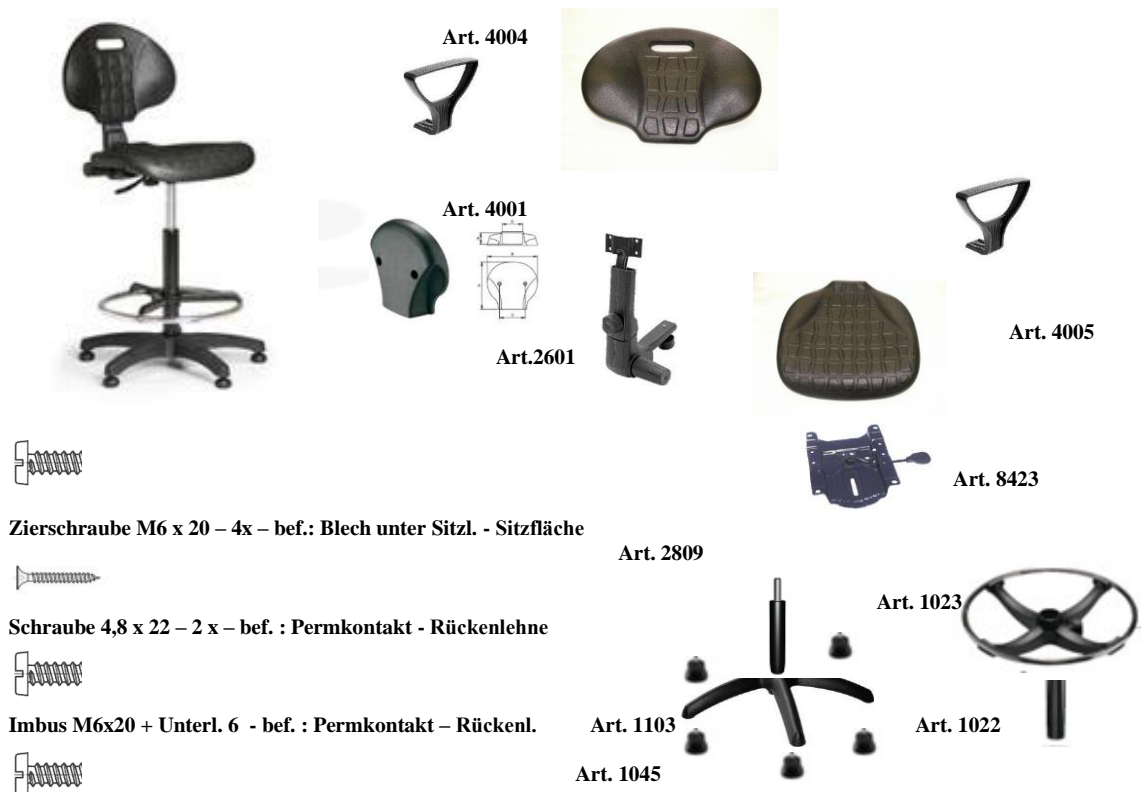 Art. 4004
Art. 4001
Art.2601
Art. 4005
Art. 8423
Zierschraube M6 x 20 – 4x – bef.: Blech unter Sitzl. - Sitzfläche
Art. 2809
Art. 1023
Schraube 4,8 x 22 – 2 x – bef. : Permkontakt - Rückenlehne
Imbus M6x20 + Unterl. 6 - bef. : Permkontakt – Rückenl.
Art. 1103
Art. 1022
Art. 1045